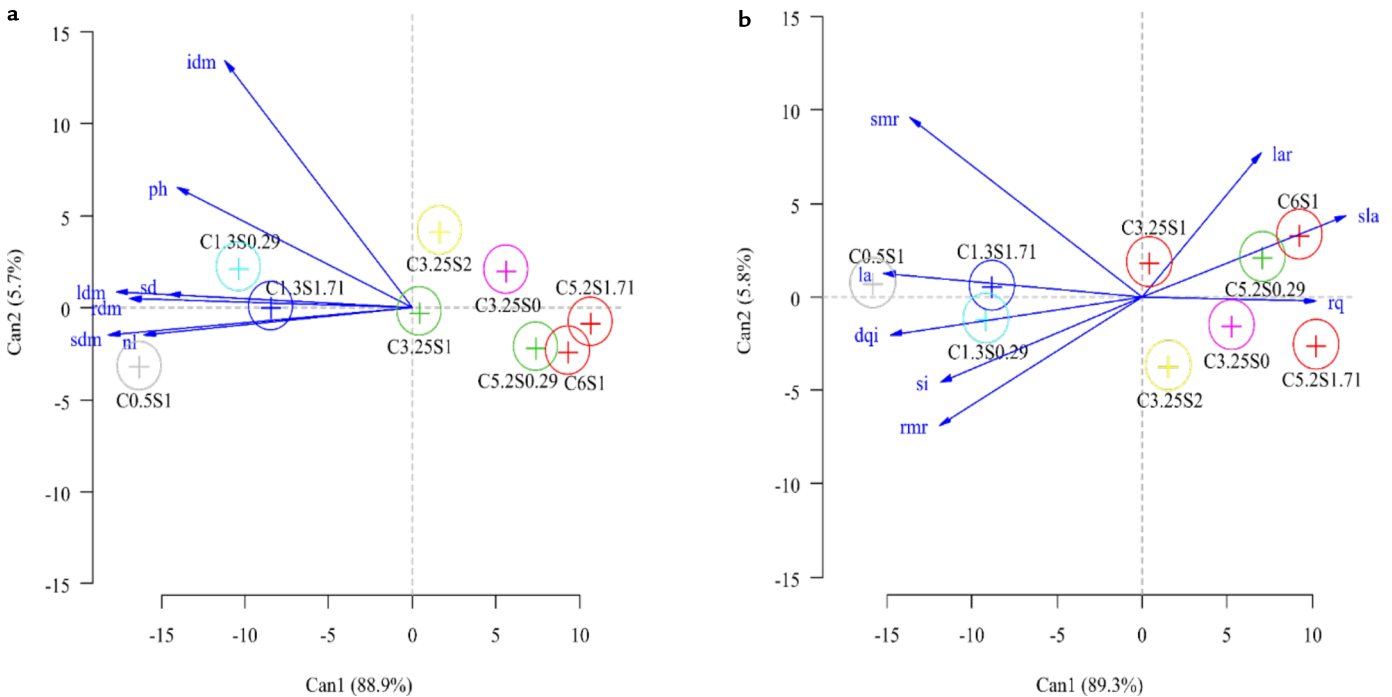 a
15
10
5
0
-5
-10
-15
Can2 (5.7%)
idm
ph
C1.3S0.29
C3.25S2
ldm
sd
C1.3S1.71
C3.25S0
C5.2S1.71
rdm
sdm
nl
C3.25S1
C5.2S0.29
C6S1
C0.5S1
-15
-10
-5
0
5
10
Can1 (88.9%)
b
15
10
5
0
-5
-10
-15
Can2 (5.8%)
smr
lar
C6S1
sla
C3.25S1
C0.5S1
C1.3S1.71
la
C5.2S0.29
rq
dqi
C1.3S0.29
C3.25S0
si
C5.2S1.71
C3.25S2
rmr
-15
-10
-5
0
5
10
Can1 (89.3%)